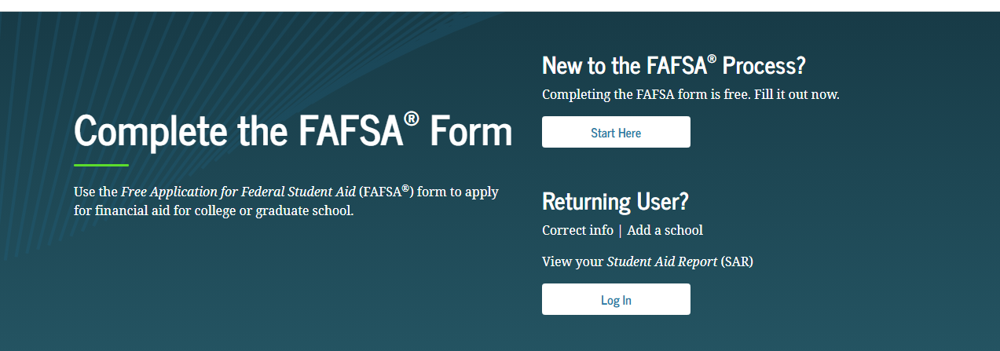 Complete the FAFSA® Form
Use the Free Application for Federal Student Aid (FAFSA®) form to apply
for financial aid for college or graduate school.
New to the FAFSA® Process?
Completing the FAFSA form is free. Fill it out now.
Start Here
Returning User?
Correct info | Add a school
View your Student Aid Report (SAR)
Log In